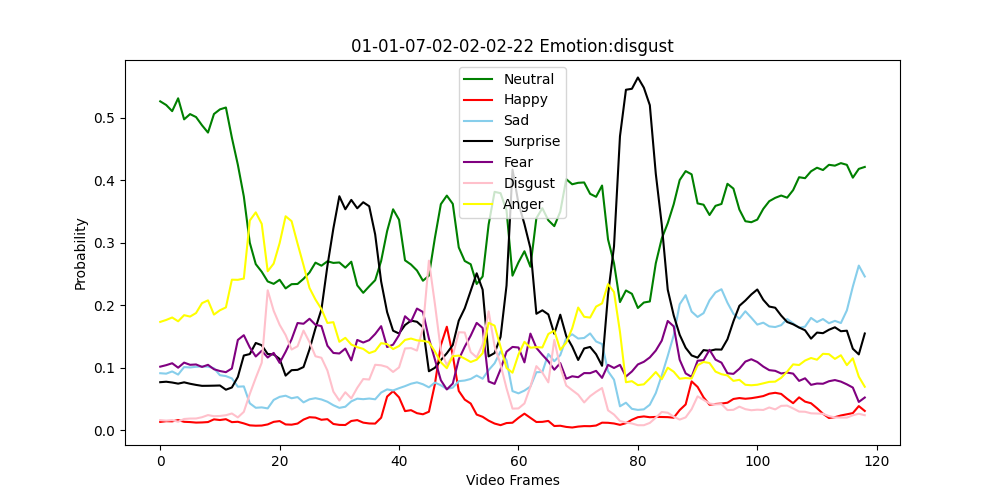 01-01-07-02-02-02-22 Emotion:disgust
Neutral
Happy
Sad
Surprise
Fear
Disgust
Anger
Probability
0.5
0.4
0.3
0.2
0.1
0.0
0 20 40 60 80 100 120
Video Frames